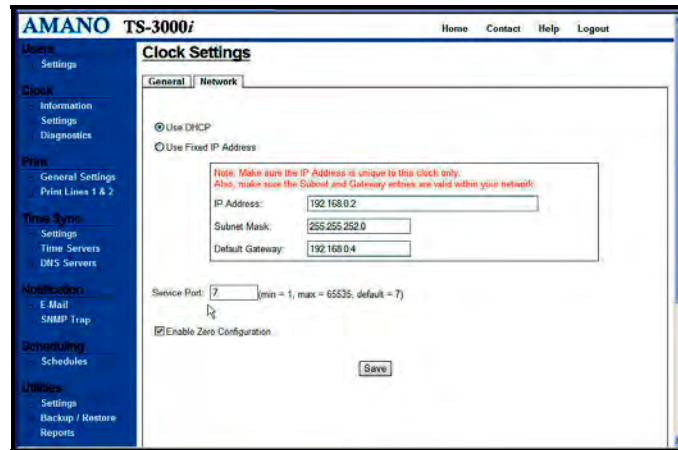 AMANO TS-3000i
Home Contact Help Logout
Users
Settings
Clock
Information
Settings
Diagnostics
Print
General Settings
Print Lines 1 & 2
Time Sync
Settings
Time Servers
DNS Servers
Notification
E-Mail
SNMP Trap
Scheduling
Schedules
Utilities
Settings
Backup / Restore
Reports
Clock Settings
General Network
Use DHCP
Use Fixed IP Address
Note: Make sure the IP Address is unique to this clock only.
Also, make sure the Subnet and Gateway entries are valid within your network.
IP Address: 192.168.0.2
Subnet Mask: 255.255.252.0
Default Gateway: 192.168.0.4
Service Port: 7 (min = 1, max = 65535, default = 7)
Enable Zero Configuration
Save